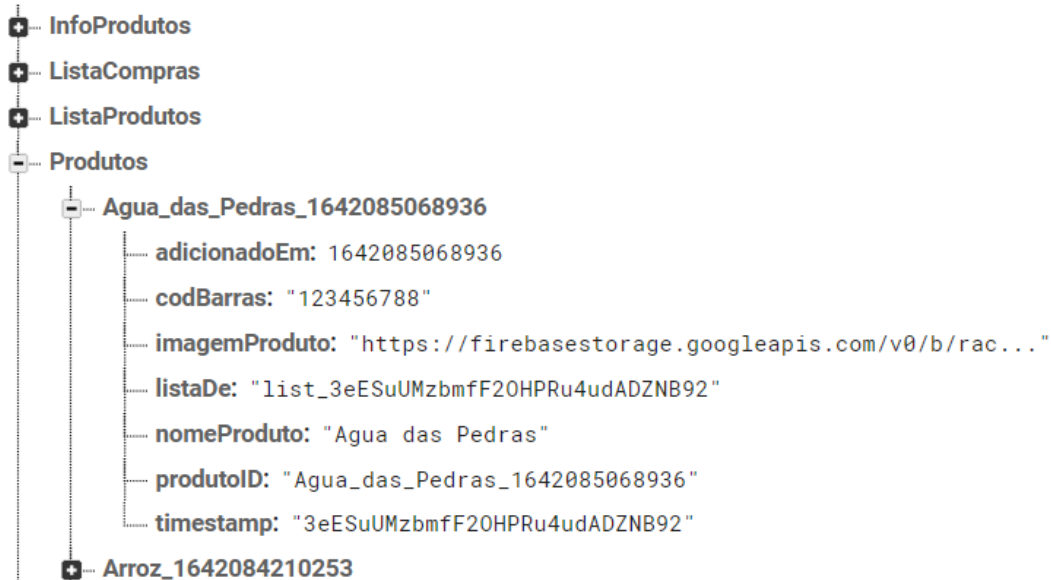 InfoProdutos
ListaCompras
ListaProdutos
Produtos
Agua_das_Pedras_1642085068936
adicionadoEm: 1642085068936
codBarras: "123456788"
imagemProduto: "https://firebasestorage.googleapis.com/v0/b/rac..."
listaDe: "list_3eESuUMzbmfF2OHPRu4udADZNB92"
nomeProduto: "Agua das Pedras"
produtoID: "Agua_das_Pedras_1642085068936"
timestamp: "3eESuUMzbmfF2OHPRu4udADZNB92"
Arroz_1642084210253